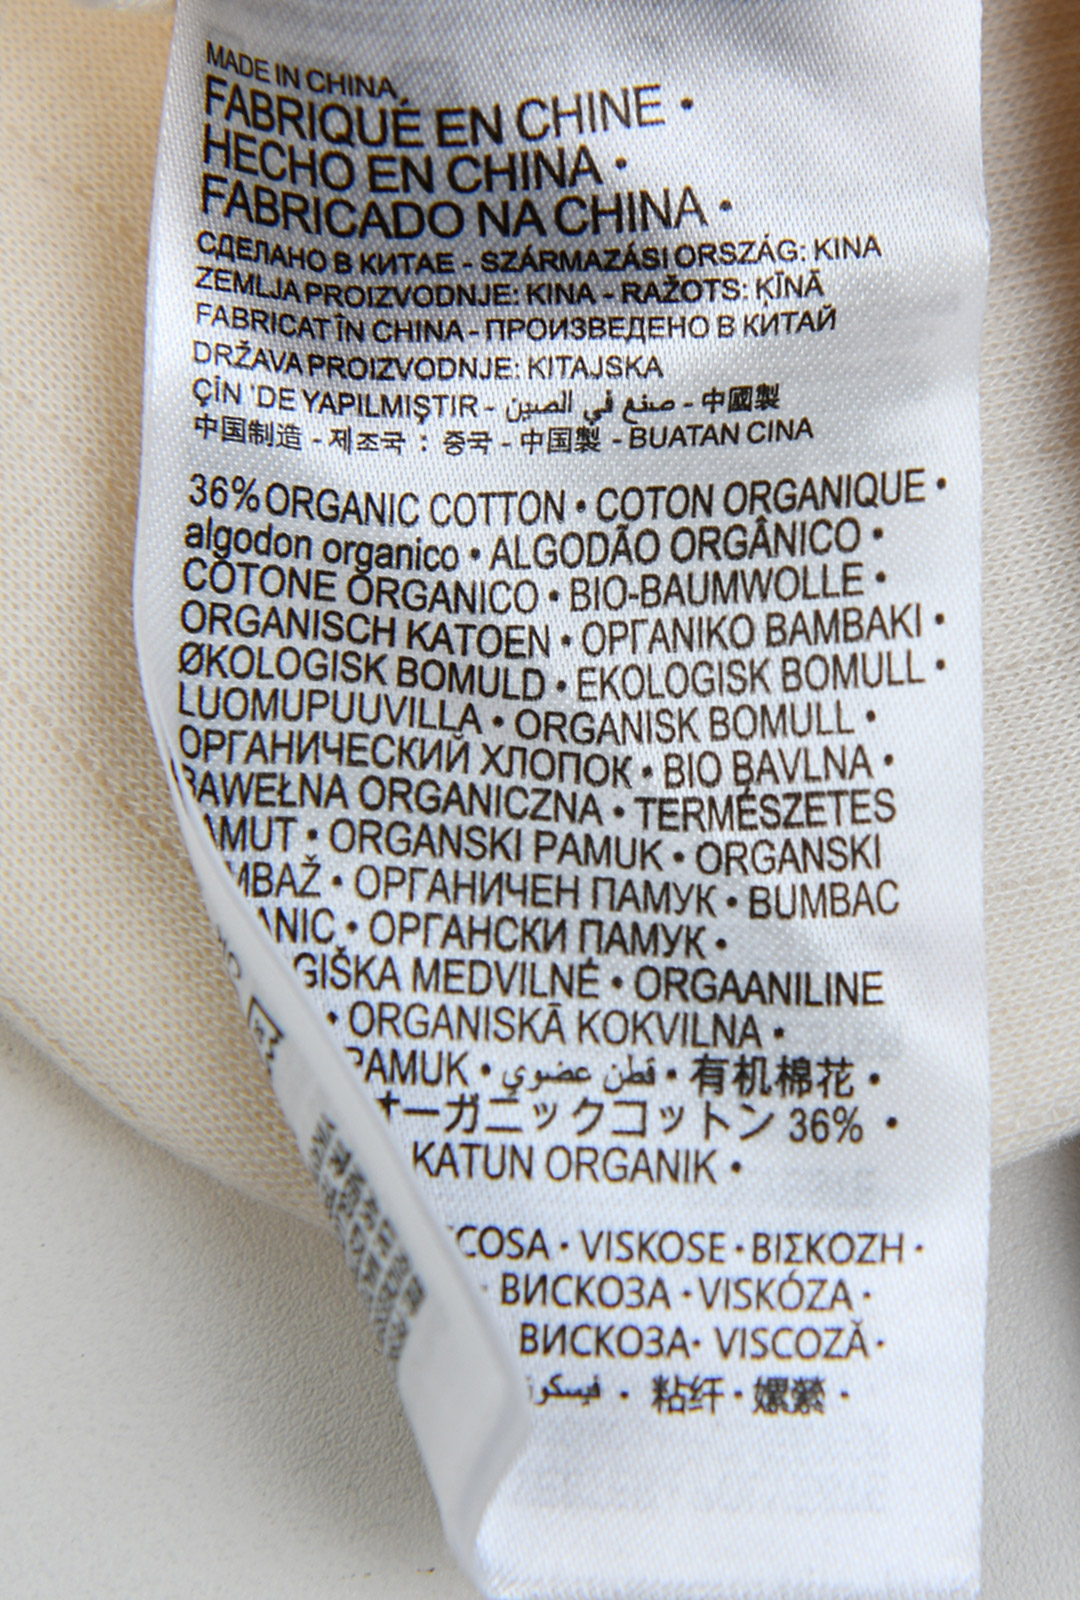 MADE IN CHINA,
FABRIQUÉ EN CHINE •
HECHO EN CHINA •
FABRICADO NA CHINA •
СДЕЛАНО В КИТАЕ - SZÁRMAZÁSI ORSZÁG: KINA
ZEMLJA PROIZVODNJE: KINA - RAŽOTS: ĶĪNĀ
FABRICAT ÎN CHINA - ПРОИЗВЕДЕНО В КИТАЙ
DRŽAVA PROIZVODNJE: KITAJSKA
ÇİN 'DE YAPILMIŞTIR - صنع في الصين - 中國製
中国制造 - 제조국 : 중국 - 中国製 - BUATAN CINA
36% ORGANIC COTTON • COTON ORGANIQUE •
algodon organico • ALGODÃO ORGÂNICO •
COTONE ORGANICO • BIO-BAUMWOLLE •
ORGANISCH KATOEN • ΟΡΓΑΝΙΚΟ ΒΑΜΒΑΚΙ •
ØKOLOGISK BOMULD • EKOLOGISK BOMULL •
LUOMUPUUVILLA • ORGANISK BOMULL •
ОРГАНИЧЕСКИЙ ХЛОПОК • BIO BAVLNA •
BAWEŁNA ORGANICZNA • TERMÉSZETES
AMUT • ORGANSKI PAMUK • ORGANSKI
MBAŽ • ОРГАНИЧЕН ПАМУК • BUMBAC
ANIC • ОРГАНСКИ ПАМУК •
GIŠKA MEDVILNÉ • ORGAANILINE
• ORGANISKĀ KOKVILNA •
PAMUK • قطن عضوي • 有机棉花 •
オーガニックコットン 36% •
KATUN ORGANIK •
COSA • VISKOSE • ΒΙΣΚΟΖΗ •
• ВИСКОЗА • VISKÓZA •
ВИСКОЗА • VISCOZĂ •
• 粘纤 • 嫘縈 •